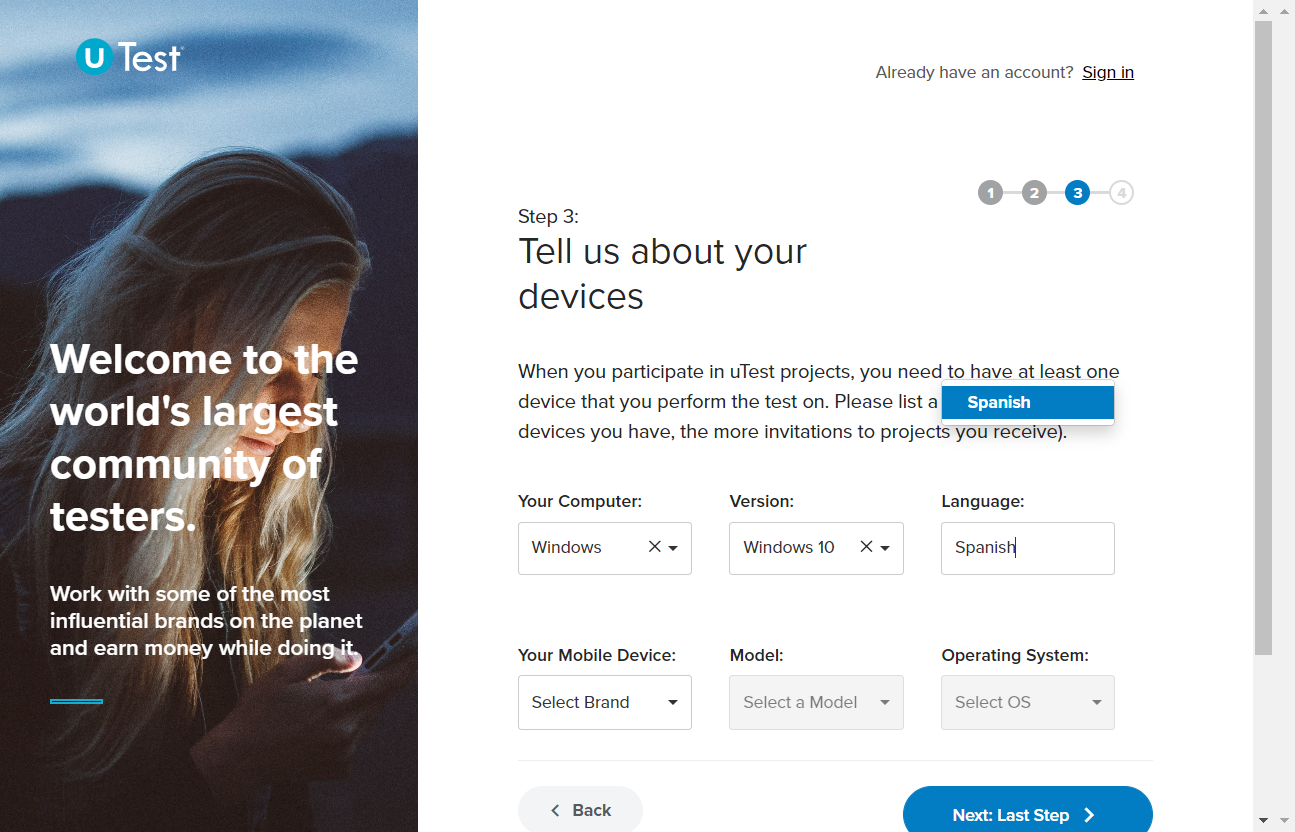 U Test
Already have an account? Sign in
1 2 3 4
Step 3:
Tell us about your
devices
When you participate in uTest projects, you need to have at least one
device that you perform the test on. Please list a
Spanish
devices you have, the more invitations to projects you receive).
Your Computer: Version: Language:
Windows Windows 10 Spanish
Your Mobile Device: Model: Operating System:
Select Brand Select a Model Select OS
Back Next: Last Step
Welcome to the
world's largest
community of
testers.
Work with some of the most
influential brands on the planet
and earn money while doing it.